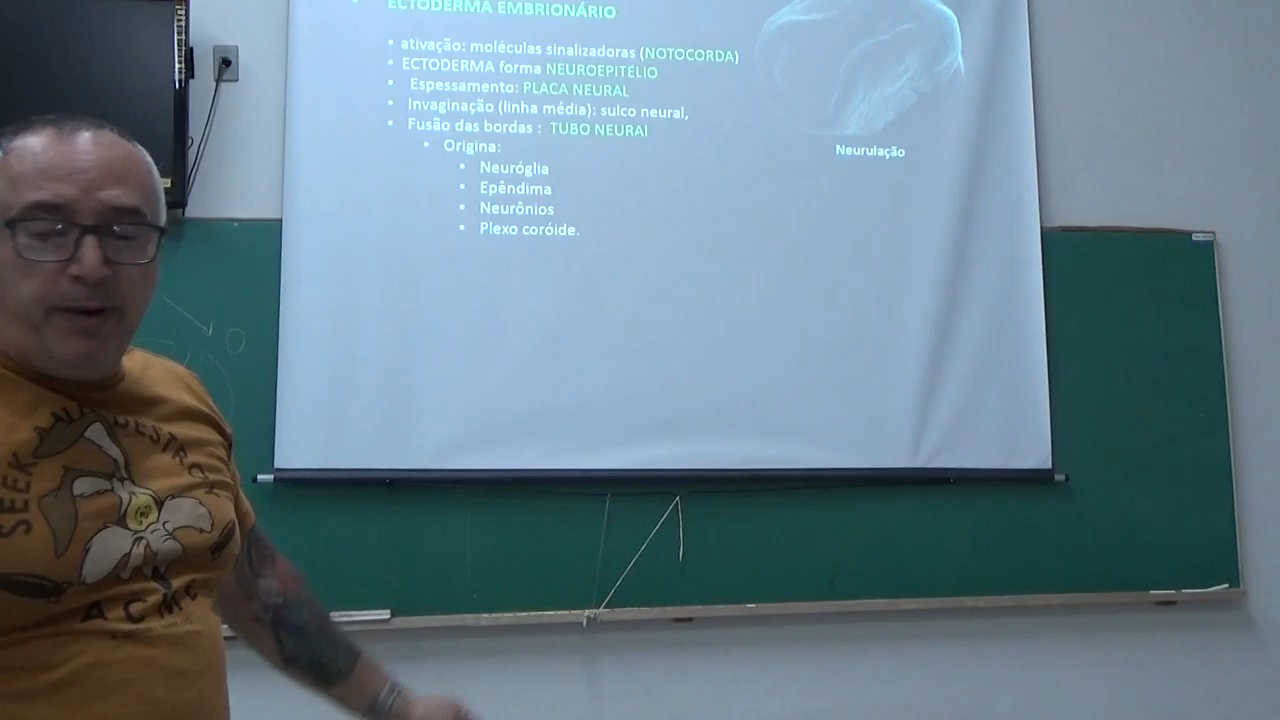 ECTODERMA EMBRIONÁRIO
• ativação: moléculas sinalizadoras (NOTOCORDA)
• ECTODERMA forma NEUROEPITÉLIO
• Espessamento: PLACA NEURAL
• Invaginação (linha média): sulco neural,
• Fusão das bordas : TUBO NEURAL
• Origina:
• Neuróglia
• Epêndima
• Neurônios
• Plexo coróide.
Neurulação
SEEK AND DESTROY
ACME